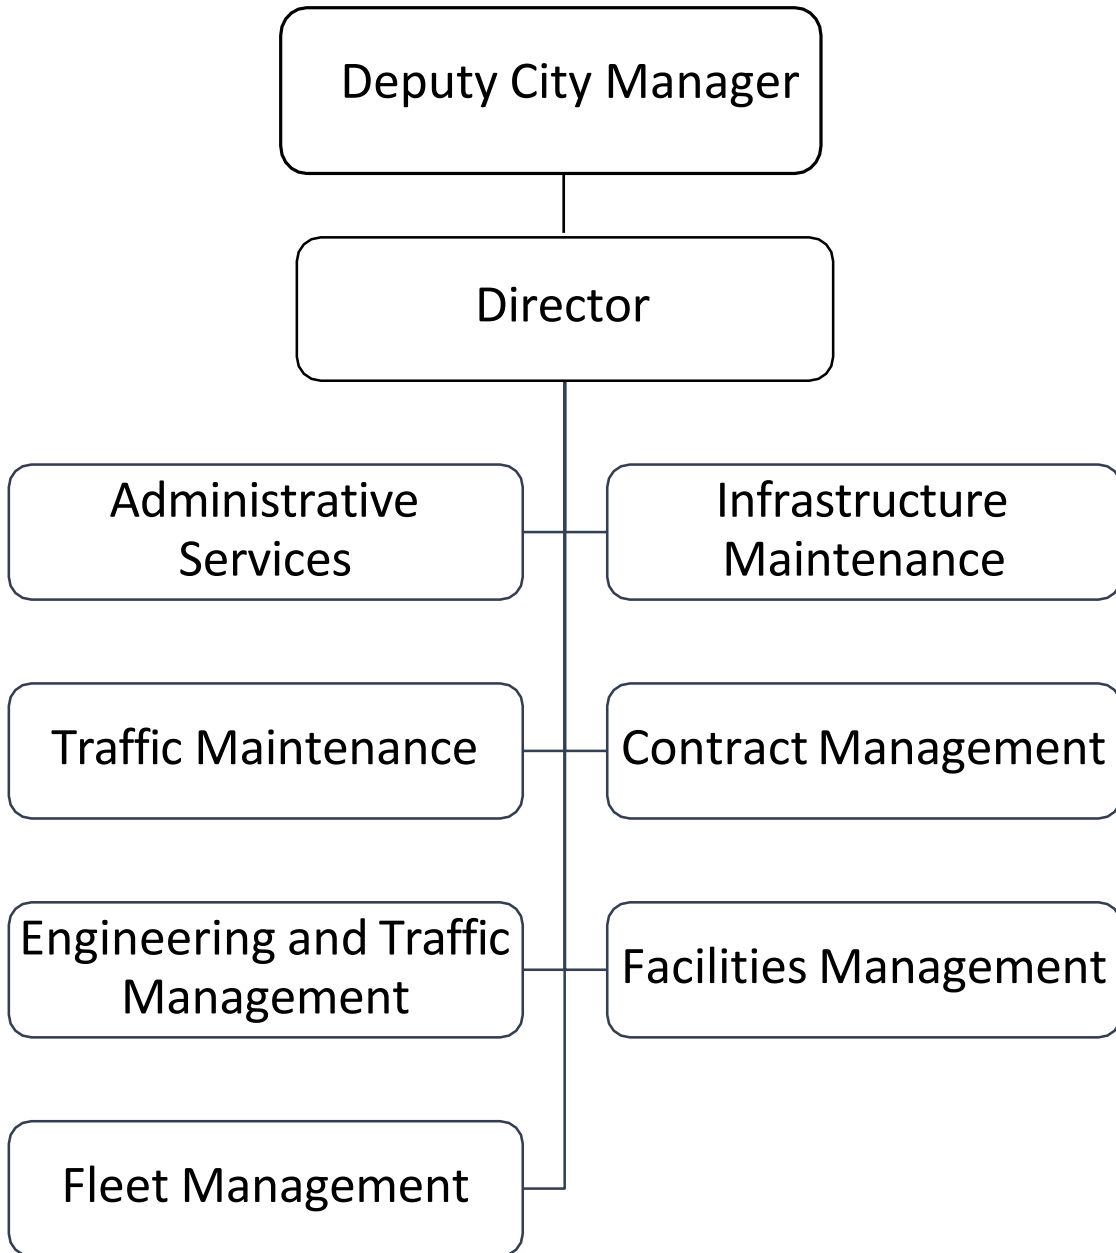 Deputy City Manager
Director
Administrative
Services
Infrastructure
Maintenance
Traffic Maintenance
Contract Management
Engineering and Traffic
Management
Facilities Management
Fleet Management